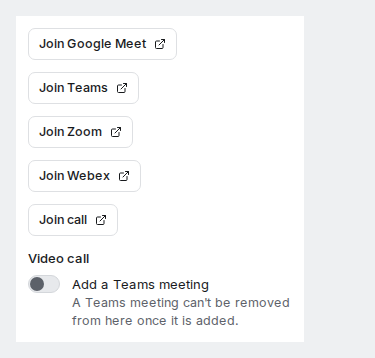 Join Google Meet
Join Teams
Join Zoom
Join Webex
Join call
Video call
Add a Teams meeting
A Teams meeting can't be removed
from here once it is added.